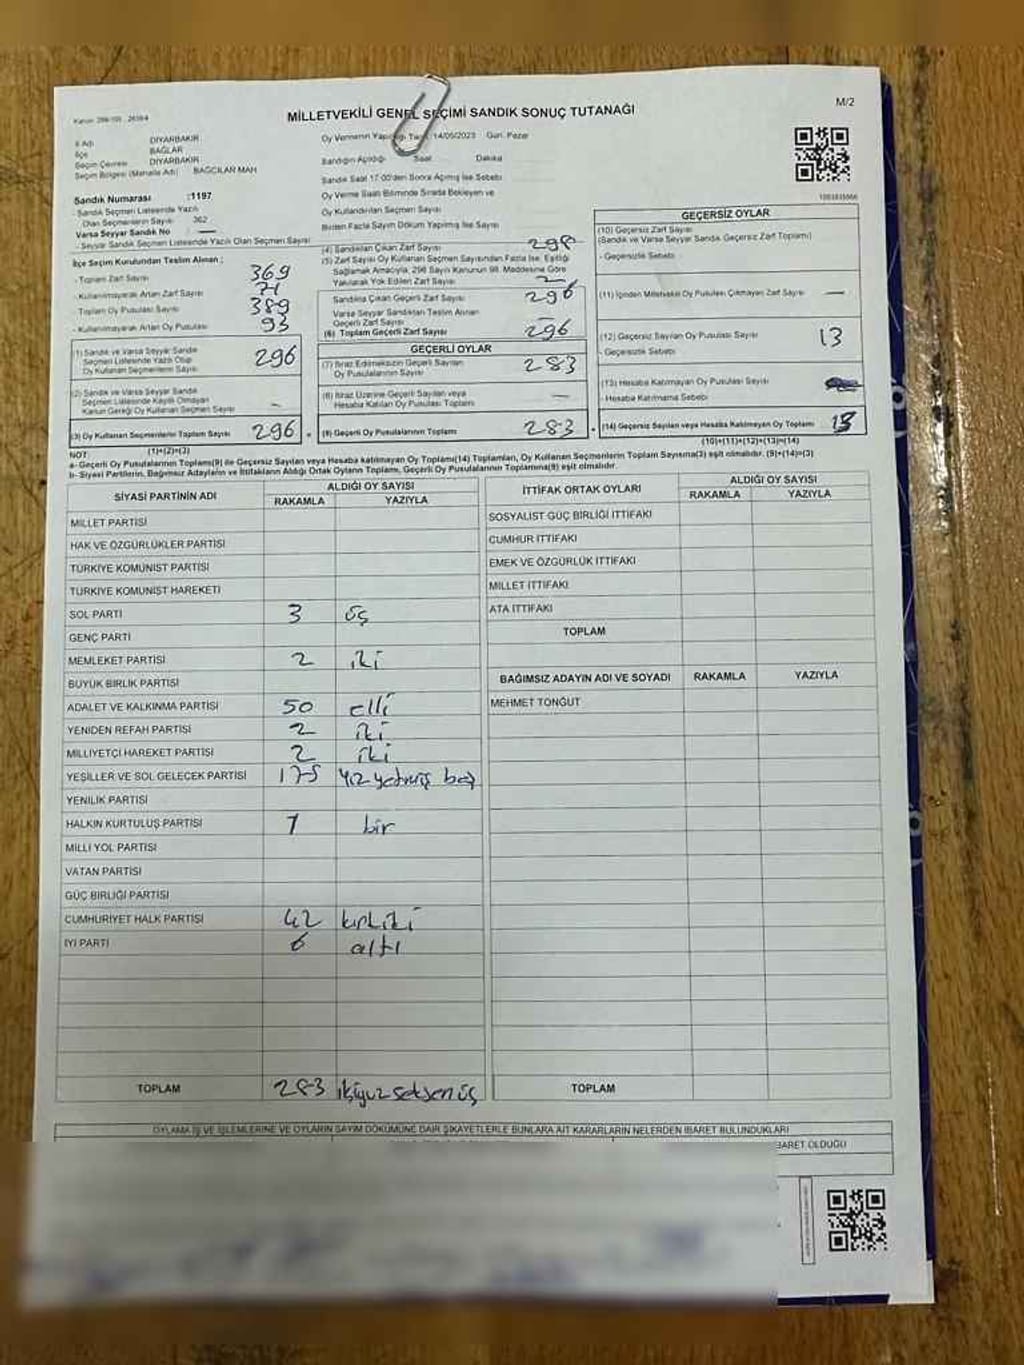 M/2
MİLLETVEKİLİ GENEL SEÇİMİ SANDIK SONUÇ TUTANAĞI
İl Adı DİYARBAKIR
İlçe BAĞLAR
Seçim Çevresi DİYARBAKIR
Seçim Bölgesi (Mahalle Adı) BAĞCILAR MAH
Sandık Numarası :1197
- Sandık Seçmen Listesinde Yazılı
Olan Seçmenlerin Sayısı 362
Varsa Seyyar Sandık No —
- Seyyar Sandık Seçmen Listesinde Yazılı Olan Seçmen Sayısı
Oy Vermenin Yapıldığı Tarih 14/05/2023 Gün: Pazar
Sandığın Açıldığı Saat Dakika
Sandık Saat 17:00'den Sonra Açılmış İse Sebebi
Oy Verme Saati Bitiminde Sırada Bekleyen ve
Oy Kullandırılan Seçmen Sayısı
Birden Fazla Sayım Döküm Yapılmış İse Sayısı
İlçe Seçim Kurulundan Teslim Alınan ;
- Toplam Zarf Sayısı 369
- Kullanılmayarak Artan Zarf Sayısı 71
- Toplam Oy Pusulası Sayısı 389
- Kullanılmayarak Artan Oy Pusulası 93
(1) Sandık ve Varsa Seyyar Sandık
Seçmen Listesinde Yazılı Olup
Oy Kullanan Seçmenlerin Sayısı 296
(2) Sandık ve Varsa Seyyar Sandık
Seçmen Listesinde Kayıtlı Olmayan
Kanun Gereği Oy Kullanan Seçmen Sayısı —
(3) Oy Kullanan Seçmenlerin Toplam Sayısı 296
(1)+(2)=(3)
(4) Sandıktan Çıkan Zarf Sayısı 298
(5) Zarf Sayısı Oy Kullanan Seçmen Sayısından Fazla İse, Eşitliği
Sağlamak Amacıyla, 298 Sayılı Kanunun 98. Maddesine Göre
Yakılarak Yok Edilen Zarf Sayısı 2
Sandıkta Çıkan Geçerli Zarf Sayısı 296
Varsa Seyyar Sandıktan Teslim Alınan
Geçerli Zarf Sayısı —
(6) Toplam Geçerli Zarf Sayısı 296
GEÇERLİ OYLAR
(7) İtiraz Edilmeksizin Geçerli Sayılan
Oy Pusulalarının Sayısı 283
(8) İtiraz Üzerine Geçerli Sayılan veya
Hesaba Katılan Oy Pusulası Toplamı —
(9) Geçerli Oy Pusulalarının Toplamı 283
GEÇERSİZ OYLAR
(10) Geçersiz Zarf Sayısı
(Sandık ve Varsa Seyyar Sandık Geçersiz Zarf Toplamı)
- Geçersizlik Sebebi
(11) İçinden Milletvekili Oy Pusulası Çıkmayan Zarf Sayısı —
(12) Geçersiz Sayılan Oy Pusulası Sayısı 13
- Geçersizlik Sebebi
(13) Hesaba Katılmayan Oy Pusulası Sayısı
- Hesaba Katılmama Sebebi
(14) Geçersiz Sayılan veya Hesaba Katılmayan Oy Toplamı 13
(10)+(11)+(12)+(13)=(14)
NOT:
a- Geçerli Oy Pusulalarının Toplamı(9) ile Geçersiz Sayılan veya Hesaba Katılmayan Oy Toplamı(14) Toplamları, Oy Kullanan Seçmenlerin Toplam Sayısına(3) eşit olmalıdır. (9)+(14)=(3)
b- Siyasi Partilerin, Bağımsız Adayların ve İttifakların Aldığı Ortak Oyların Toplamı, Geçerli Oy Pusulalarının Toplamına(9) eşit olmalıdır.
SİYASİ PARTİNİN ADI ALDIĞI OY SAYISI
RAKAMLA YAZIYLA
MİLLET PARTİSİ
HAK VE ÖZGÜRLÜKLER PARTİSİ
TÜRKİYE KOMÜNİST PARTİSİ
TÜRKİYE KOMÜNİST HAREKETİ
SOL PARTİ 3 üç
GENÇ PARTİ
MEMLEKET PARTİSİ 2 iki
BÜYÜK BİRLİK PARTİSİ
ADALET VE KALKINMA PARTİSİ 50 elli
YENİDEN REFAH PARTİSİ 2 iki
MİLLİYETÇİ HAREKET PARTİSİ 2 iki
YEŞİLLER VE SOL GELECEK PARTİSİ 175 yüz yetmiş beş
YENİLİK PARTİSİ
HALKIN KURTULUŞ PARTİSİ 1 bir
MİLLİ YOL PARTİSİ
VATAN PARTİSİ
GÜÇ BİRLİĞİ PARTİSİ
CUMHURİYET HALK PARTİSİ 42 kırkiki
İYİ PARTİ 6 altı
TOPLAM 283 ikiyüz seksen üç
İTTİFAK ORTAK OYLARI ALDIĞI OY SAYISI
RAKAMLA YAZIYLA
SOSYALİST GÜÇ BİRLİĞİ İTTİFAKI
CUMHUR İTTİFAKI
EMEK VE ÖZGÜRLÜK İTTİFAKI
MİLLET İTTİFAKI
ATA İTTİFAKI
TOPLAM
BAĞIMSIZ ADAYIN ADI VE SOYADI RAKAMLA YAZIYLA
MEHMET TONĞUT
TOPLAM
OYLAMA İŞ VE İŞLEMLERİNE VE OYLARIN SAYIM DÖKÜMÜNE DAİR ŞİKAYETLERLE BUNLARA AİT KARARLARIN NELERDEN İBARET BULUNDUKLARI
İBARET OLDUĞU